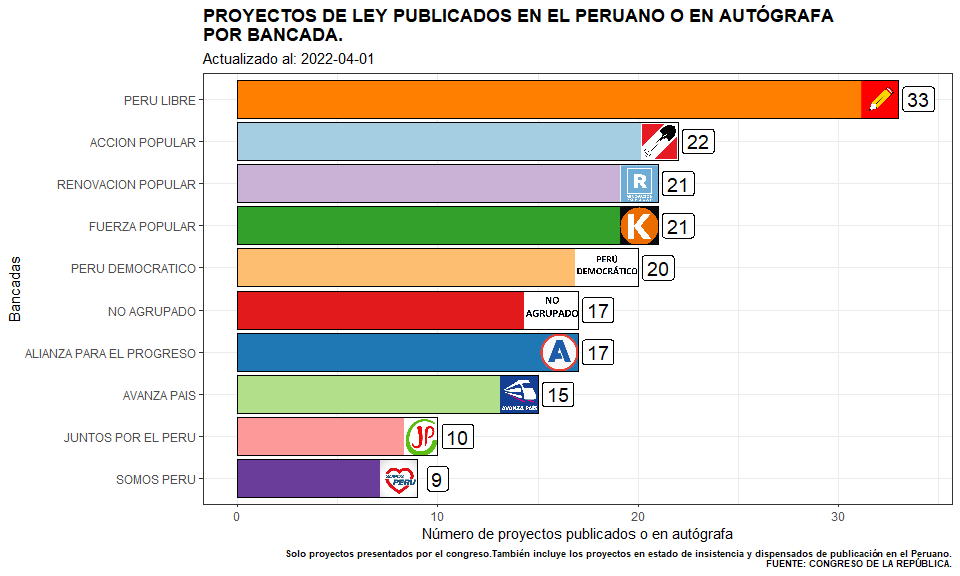 PROYECTOS DE LEY PUBLICADOS EN EL PERUANO O EN AUTÓGRAFA
POR BANCADA.
Actualizado al: 2022-04-01
Bancadas
PERU LIBRE
33
ACCION POPULAR
22
RENOVACION POPULAR
R
21
FUERZA POPULAR
K
21
PERU DEMOCRATICO
PERÚ
DEMOCRÁTICO
20
NO AGRUPADO
NO
AGRUPADO
17
ALIANZA PARA EL PROGRESO
A
17
AVANZA PAIS
AVANZA PAIS
15
JUNTOS POR EL PERU
JP
10
SOMOS PERU
SOMOS
PERU
9
0
10
20
30
Número de proyectos publicados o en autógrafa
Solo proyectos presentados por el congreso.También incluye los proyectos en estado de insistencia y dispensados de publicación en el Peruano.
FUENTE: CONGRESO DE LA REPÚBLICA.